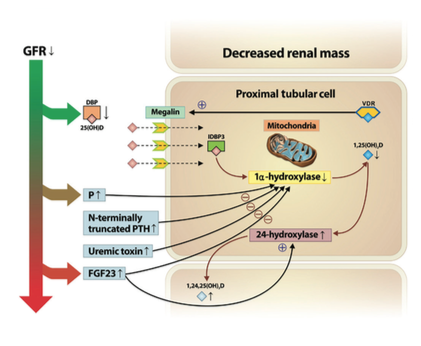 GFR↓
Decreased renal mass
DBP
↓
25(OH)D
Megalin
⊕
Proximal tubular cell
VDR
IDBP3
Mitochondria
1,25(OH)₂D
↓
1α-hydroxylase↓
P↑
N-terminally
truncated PTH↑
Uremic toxin↑
FGF23↑
⊖
⊖
⊖
⊖
24-hydroxylase↑
⊕
1,24,25(OH)₃D
↑